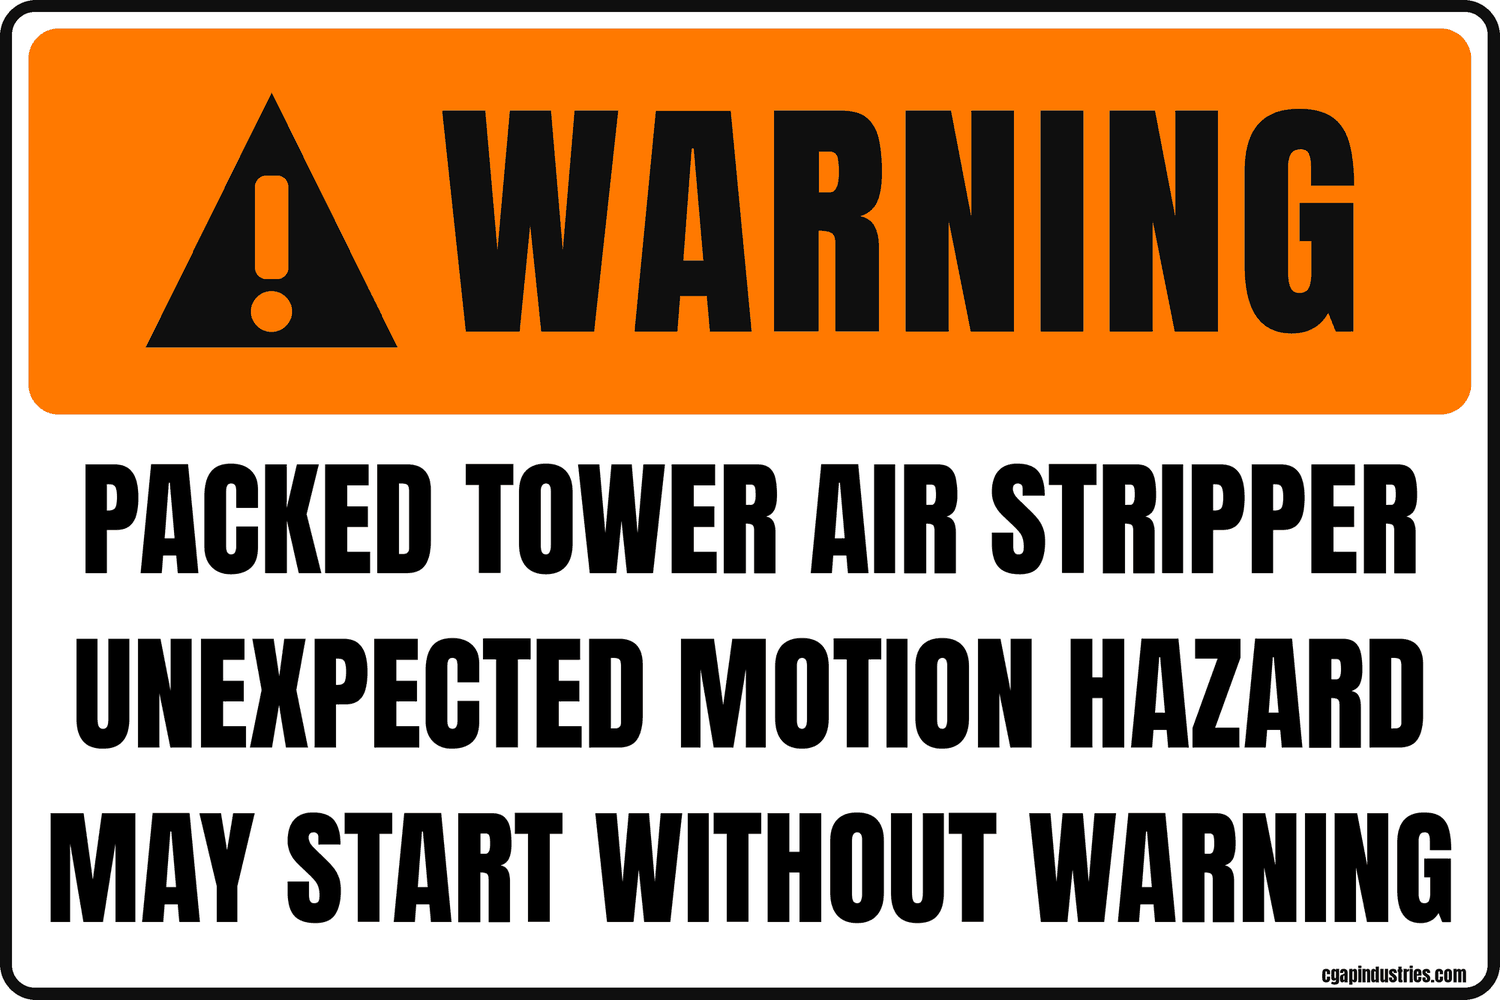 WARNING
PACKED TOWER AIR STRIPPER
UNEXPECTED MOTION HAZARD
MAY START WITHOUT WARNING
cgapindustries.com